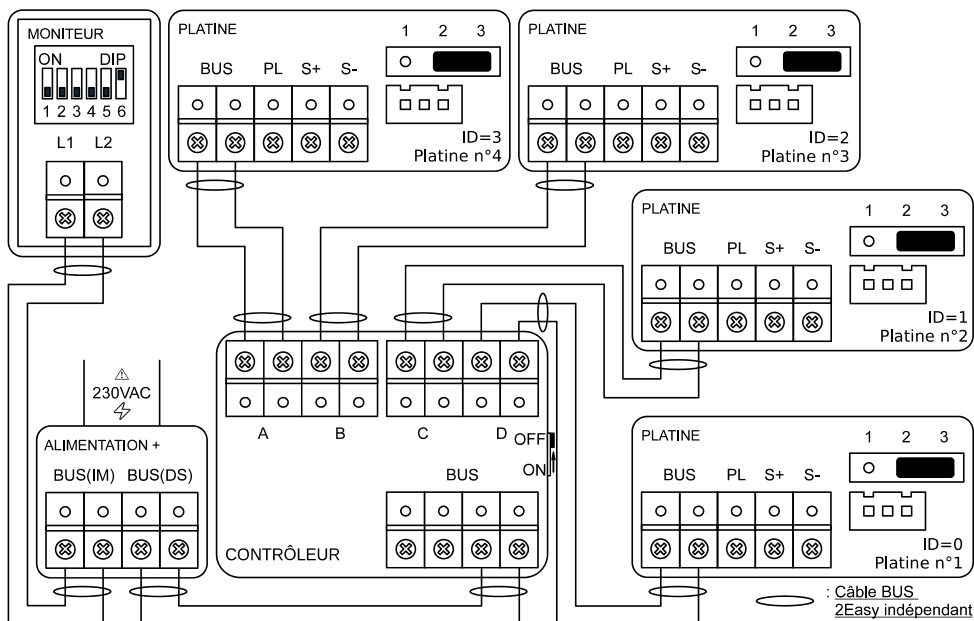 MONITEUR
ON DIP
1 2 3 4 5 6
L1 L2
PLATINE
1 2 3
BUS PL S+ S-
ID=3
Platine n°4
PLATINE
1 2 3
BUS PL S+ S-
ID=2
Platine n°3
PLATINE
1 2 3
BUS PL S+ S-
ID=1
Platine n°2
230VAC
ALIMENTATION +
BUS(IM) BUS(DS)
A B C D
OFF
ON
BUS
CONTRÔLEUR
PLATINE
1 2 3
BUS PL S+ S-
ID=0
Platine n°1
: Câble BUS
2Easy indépendant